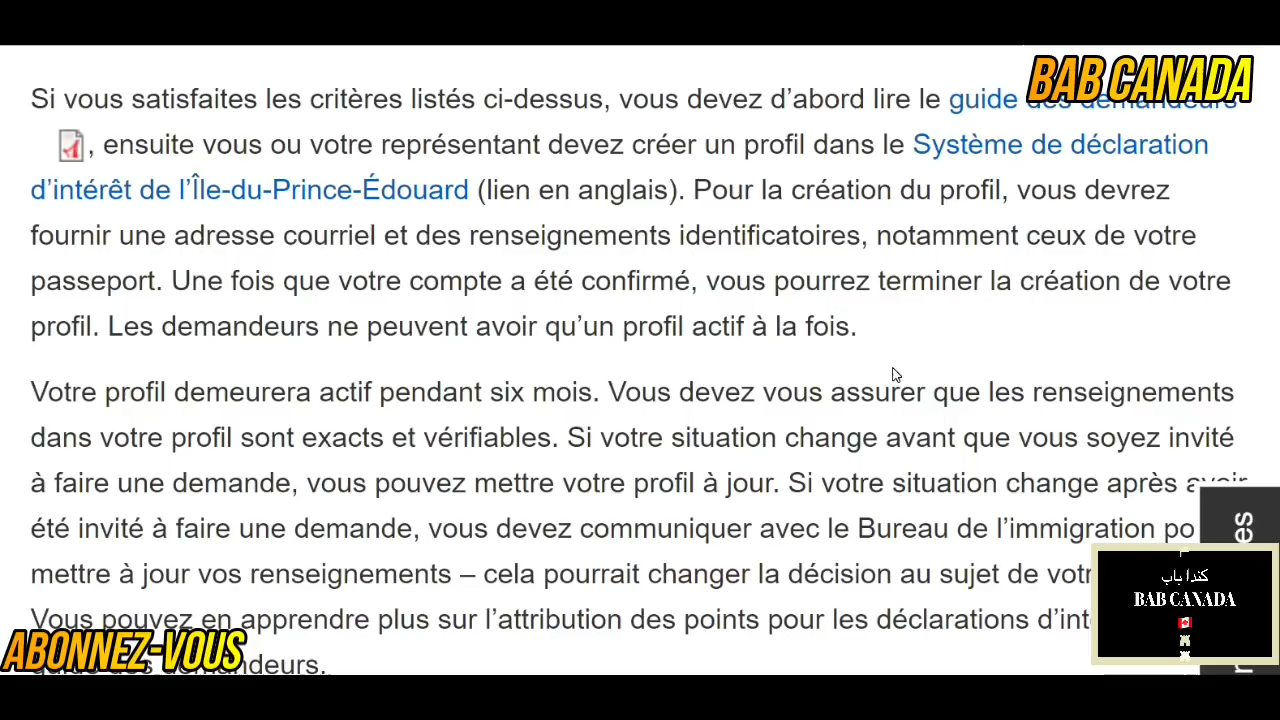 BAB CANADA
Si vous satisfaites les critères listés ci-dessus, vous devez d’abord lire le guide des demandeurs
, ensuite vous ou votre représentant devez créer un profil dans le Système de déclaration
d’intérêt de l’Île-du-Prince-Édouard (lien en anglais). Pour la création du profil, vous devrez
fournir une adresse courriel et des renseignements identificatoires, notamment ceux de votre
passeport. Une fois que votre compte a été confirmé, vous pourrez terminer la création de votre
profil. Les demandeurs ne peuvent avoir qu’un profil actif à la fois.
Votre profil demeurera actif pendant six mois. Vous devez vous assurer que les renseignements
dans votre profil sont exacts et vérifiables. Si votre situation change avant que vous soyez invité
à faire une demande, vous pouvez mettre votre profil à jour. Si votre situation change après avoir
été invité à faire une demande, vous devez communiquer avec le Bureau de l’immigration po
mettre à jour vos renseignements – cela pourrait changer la décision au sujet de votr
Vous pouvez en apprendre plus sur l’attribution des points pour les déclarations d’inté
guide des demandeurs.
ABONNEZ-VOUS
كندا باب
BAB CANADA